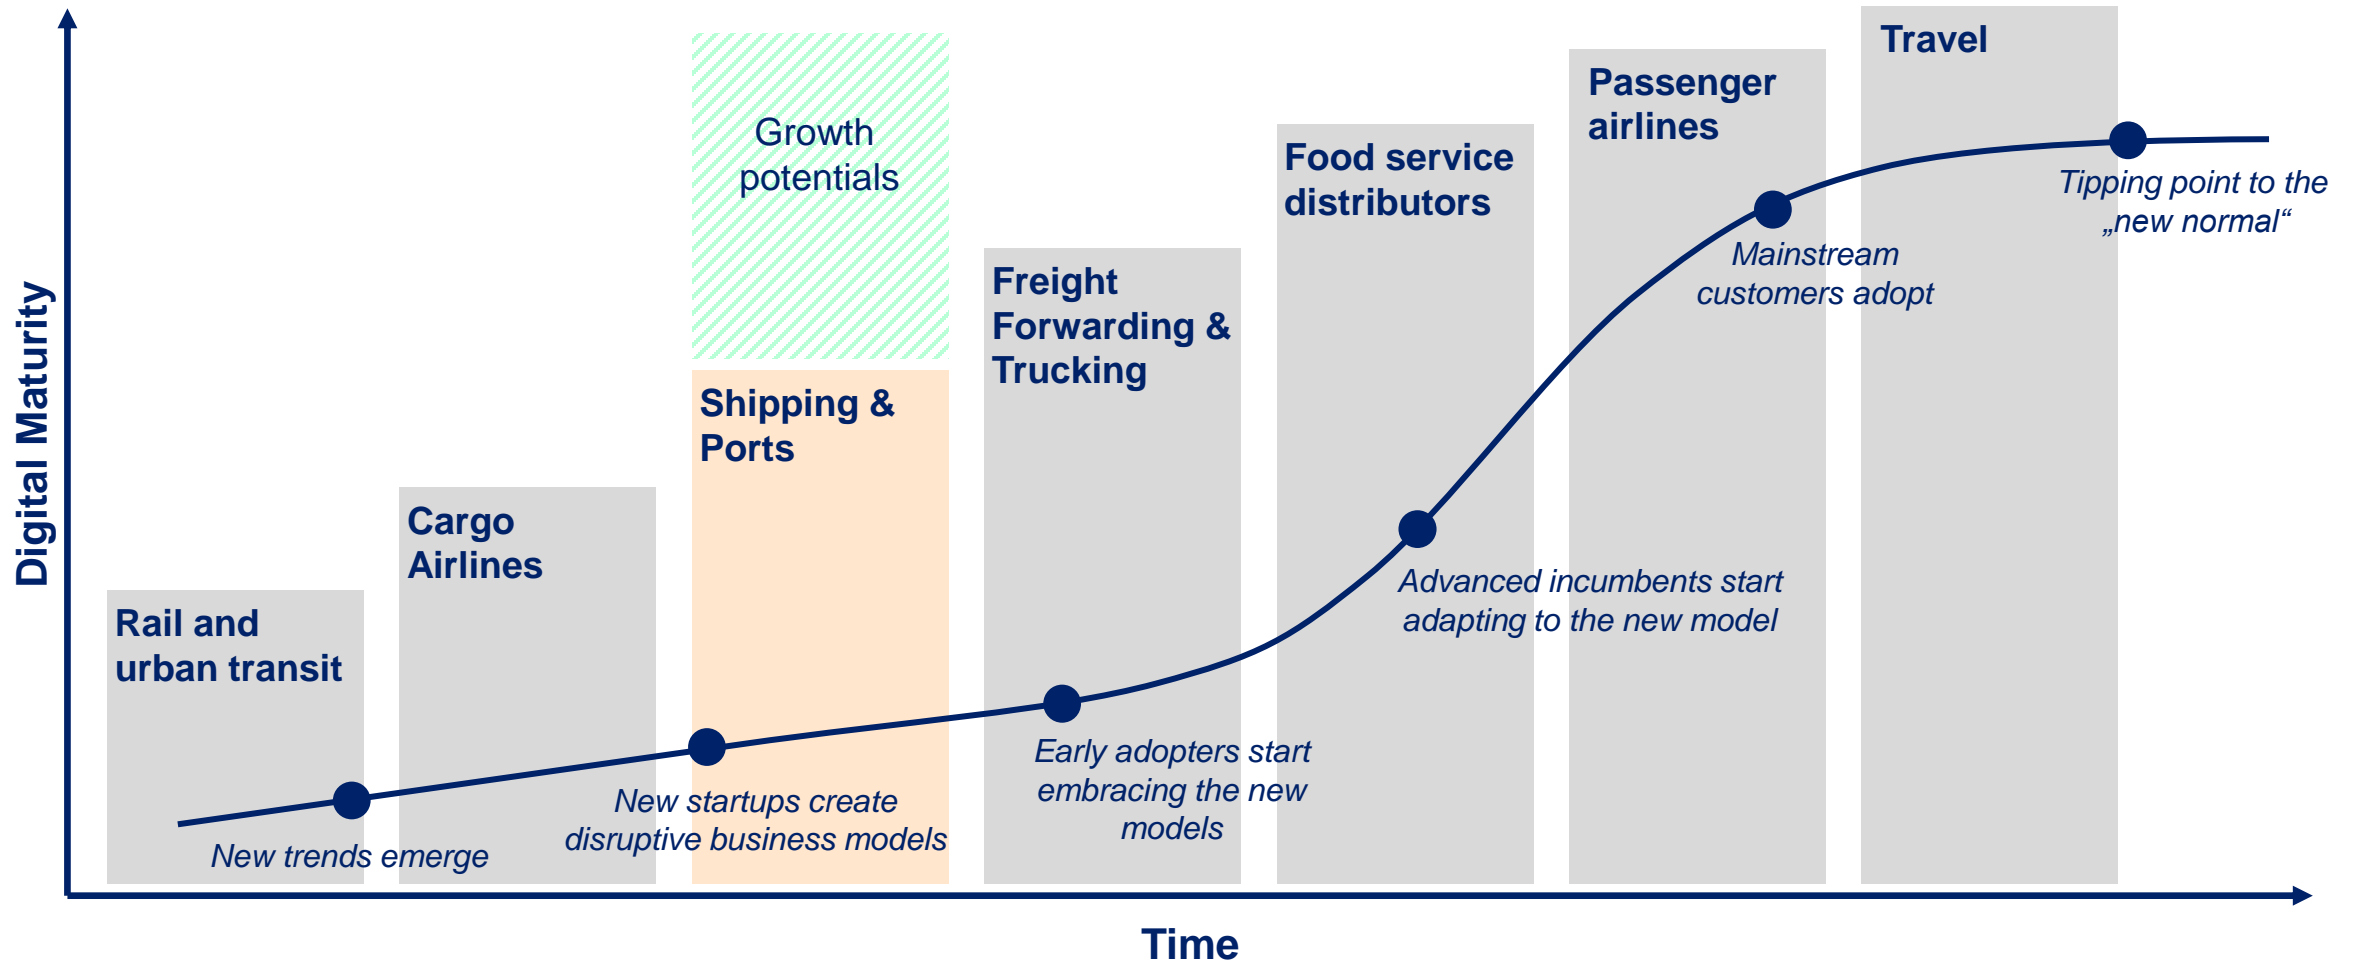 Digital Maturity
Rail and
urban transit
Cargo
Airlines
Growth
potentials
Shipping &
Ports
Freight
Forwarding &
Trucking
Food service
distributors
Passenger
airlines
Travel
New trends emerge
New startups create
disruptive business models
Early adopters start
embracing the new
models
Advanced incumbents start
adapting to the new model
Mainstream
customers adopt
Tipping point to the
„new normal“
Time